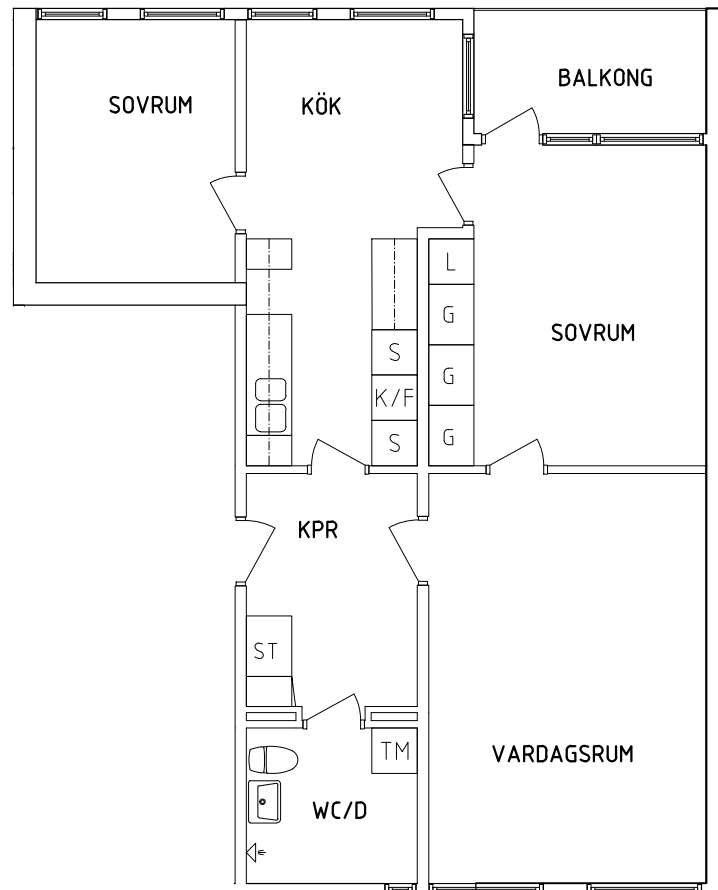 BALKONG
SOVRUM
KÖK
L
G
SOVRUM
S
G
K/F
G
S
KPR
ST
TM
VARDAGSRUM
WC/D